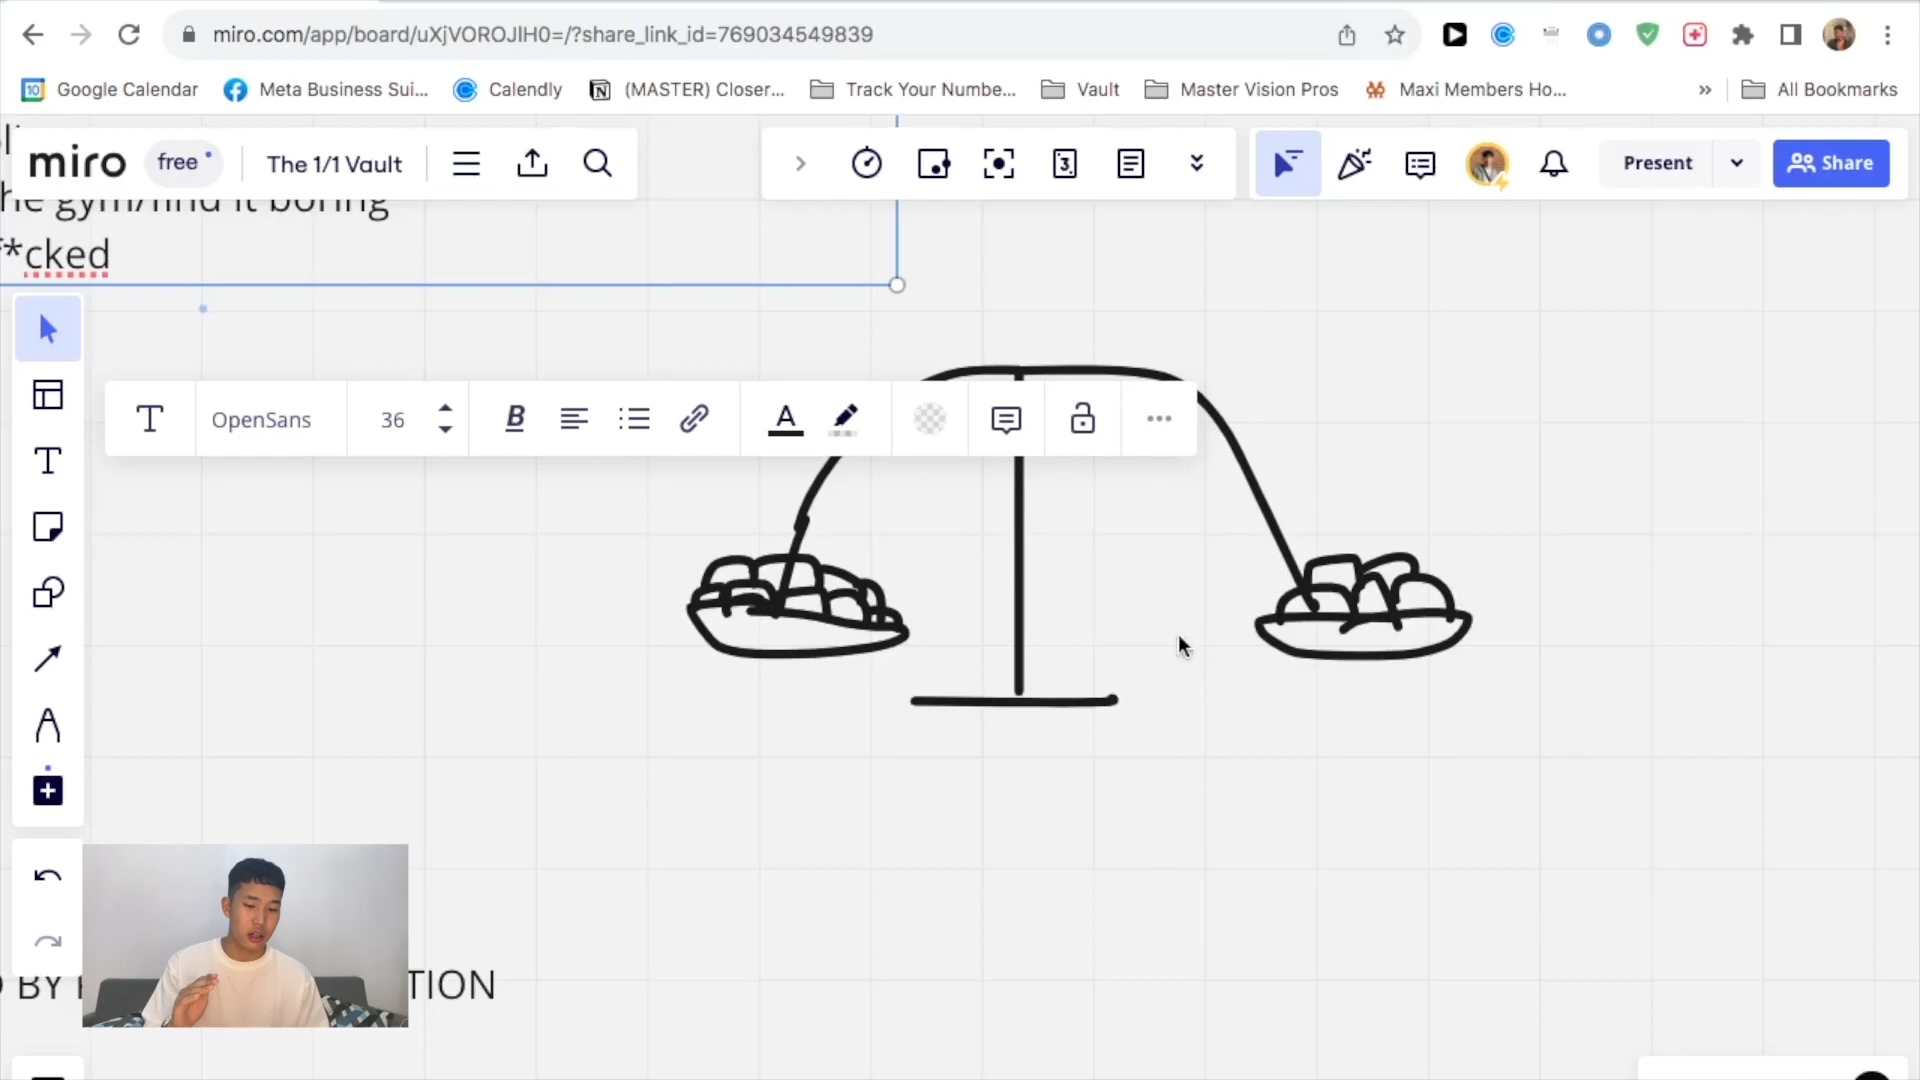 miro.com/app/board/uXjVOROJIH0=/?share_link_id=769034549839
Google Calendar
Meta Business Sui...
Calendly
(MASTER) Closer...
Track Your Numbe...
Vault
Master Vision Pros
Maxi Members Ho...
»
All Bookmarks
miro
free
The 1/1 Vault
Present
Share
the gym/find it boring
f*cked
OpenSans
36
B
A
BY
TION